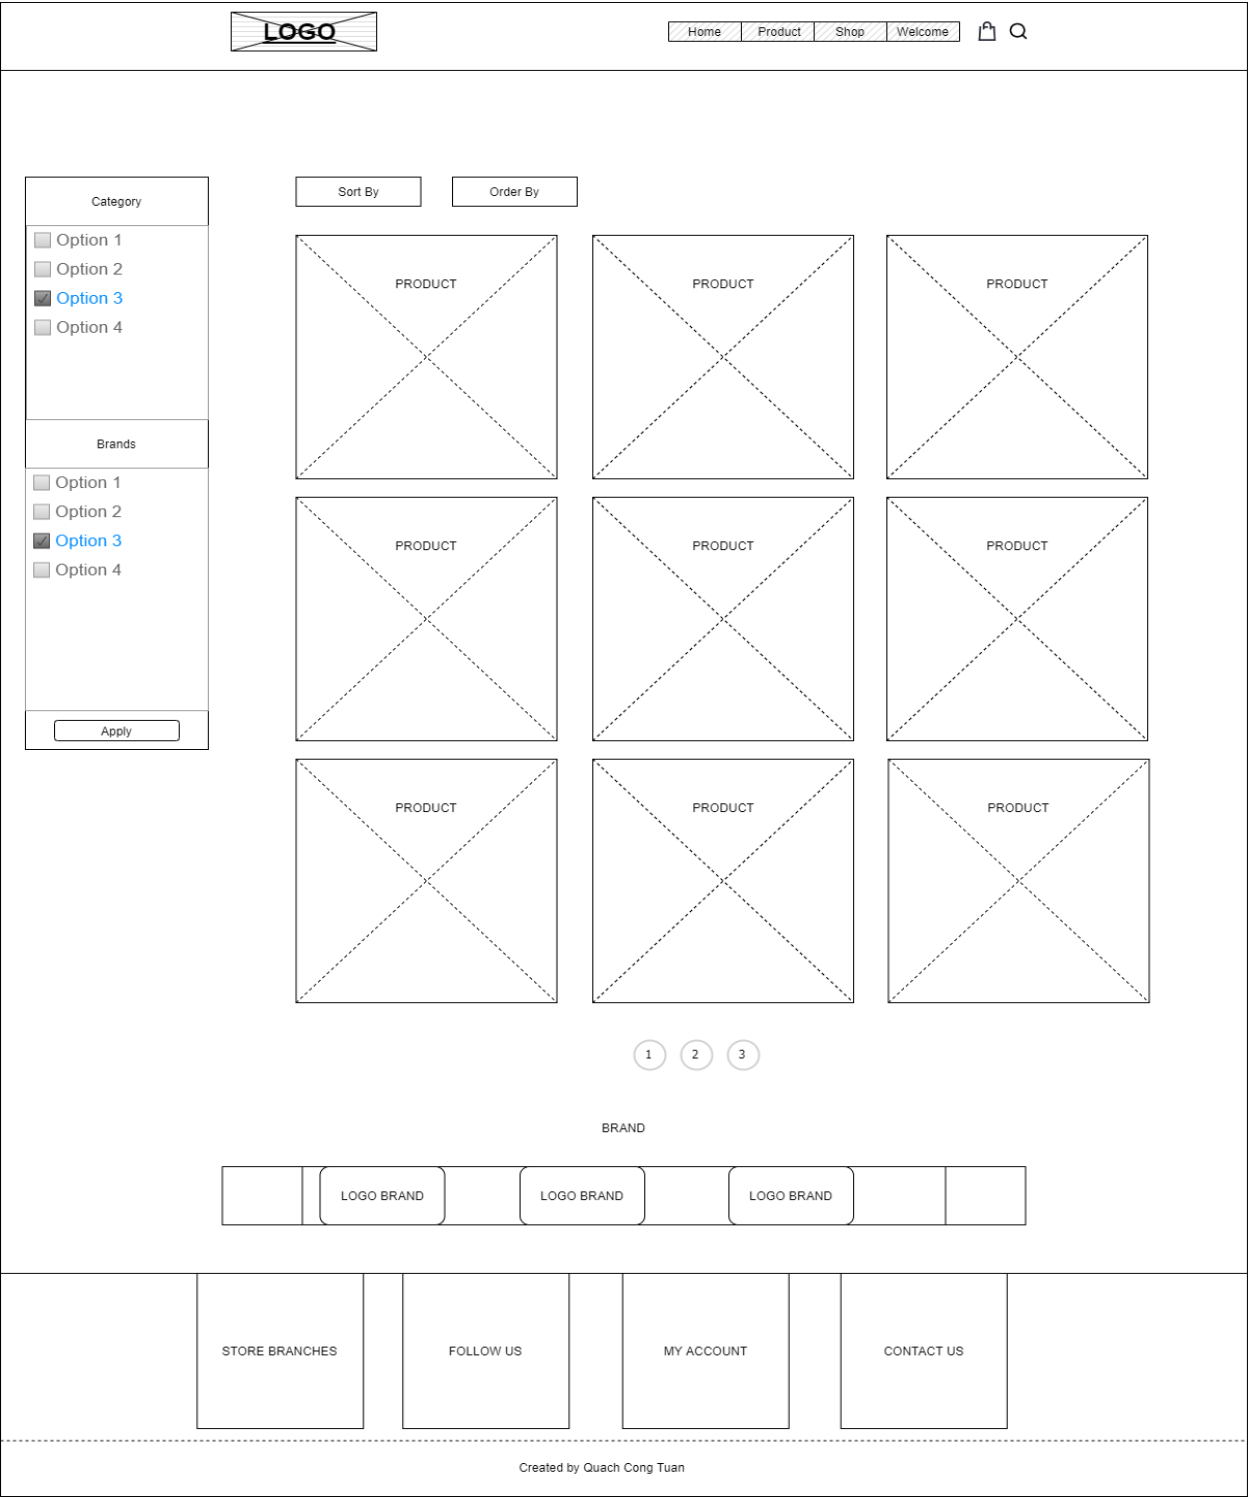 LOGO
Home Product Shop Welcome
Category
Option 1
Option 2
Option 3
Option 4
Brands
Option 1
Option 2
Option 3
Option 4
Apply
Sort By Order By
PRODUCT PRODUCT PRODUCT
PRODUCT PRODUCT PRODUCT
PRODUCT PRODUCT PRODUCT
1 2 3
BRAND
LOGO BRAND LOGO BRAND LOGO BRAND
STORE BRANCHES FOLLOW US MY ACCOUNT CONTACT US
Created by Quach Cong Tuan